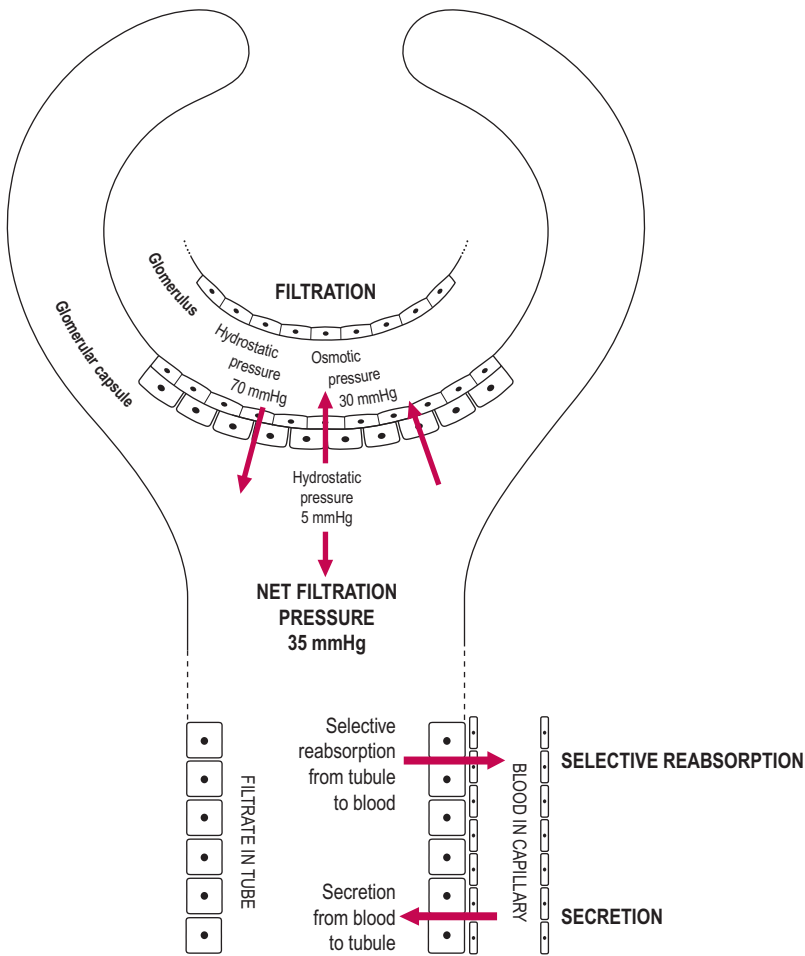 Glomerulus
Glomerular capsule
FILTRATION
Hydrostatic
pressure
70 mmHg
Osmotic
pressure
30 mmHg
Hydrostatic
pressure
5 mmHg
NET FILTRATION
PRESSURE
35 mmHg
FILTRATE IN TUBE
Selective
reabsorption
from tubule
to blood
BLOOD IN CAPILLARY
SELECTIVE REABSORPTION
Secretion
from blood
to tubule
SECRETION